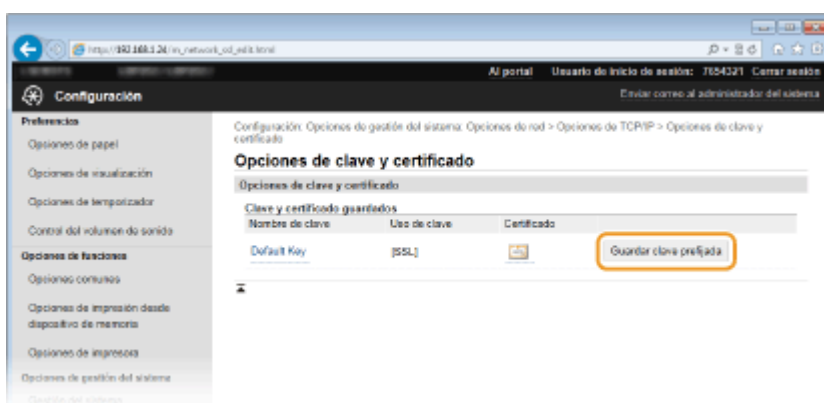 http://192.168.1.24/m_network_cd_edit.html
Al portal Usuario de inicio de sesión: 7654321 Cerrar sesión
Configuración Enviar correo al administrador del sistema
Preferencias
Opciones de papel
Opciones de visualización
Opciones de temporizador
Control del volumen de sonido
Opciones de funciones
Opciones comunes
Opciones de impresión desde
dispositivo de memoria
Opciones de impresora
Opciones de gestión del sistema
Gestión del sistema
Configuración: Opciones de gestión del sistema: Opciones de red > Opciones de TCP/IP > Opciones de clave y
certificado
Opciones de clave y certificado
Opciones de clave y certificado
Clave y certificado guardados
Nombre de clave Uso de clave Certificado
Default Key [SSL] Guardar clave prefijada